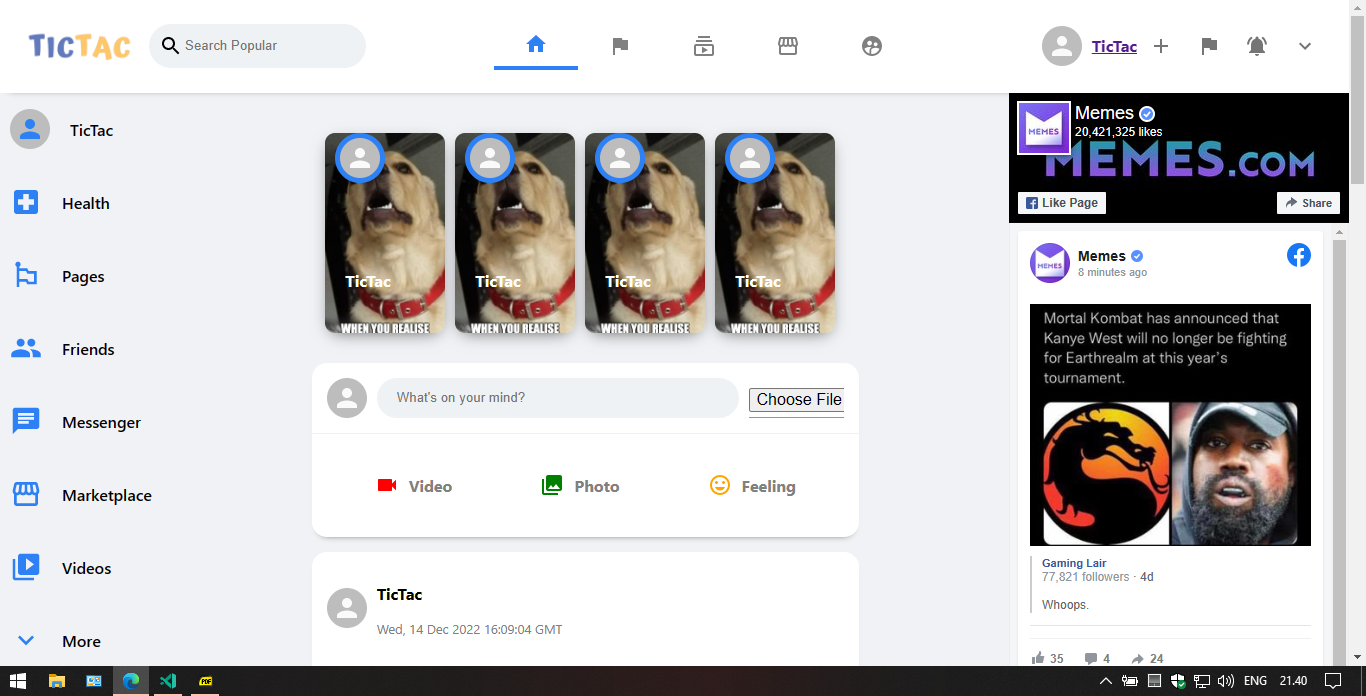 TICTAC
Search Popular
TicTac
TicTac
Health
Pages
Friends
Messenger
Marketplace
Videos
More
TicTac
TicTac
TicTac
TicTac
WHEN YOU REALISE
WHEN YOU REALISE
WHEN YOU REALISE
WHEN YOU REALISE
What's on your mind?
Choose File
Video
Photo
Feeling
TicTac
Wed, 14 Dec 2022 16:09:04 GMT
MEMES
Memes
20,421,325 likes
MEMES.COM
Like Page
Share
MEMES
Memes
8 minutes ago
Mortal Kombat has announced that
Kanye West will no longer be fighting
for Earthrealm at this year's
tournament.
Gaming Lair
77,821 followers · 4d
Whoops.
35
4
24
PDF
ENG
21.40